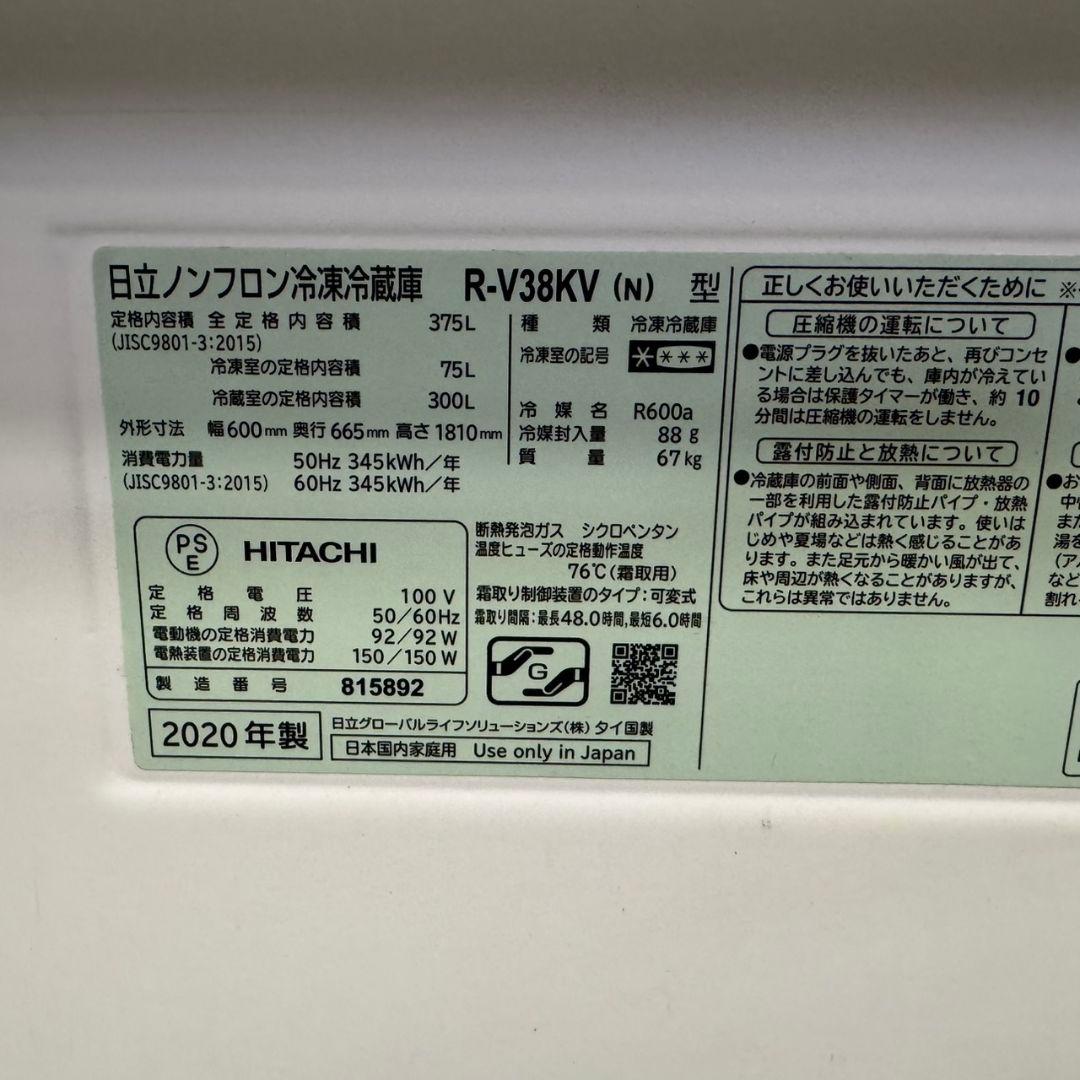 日立ノンフロン冷凍冷蔵庫 R-V38KV (N) 型
定格内容積 全定格内容積 375L
(JISC9801-3:2015)
冷凍室の定格内容積 75L
冷蔵室の定格内容積 300L
外形寸法 幅600mm 奥行665mm 高さ1810mm
消費電力量 50Hz 345kWh/年
(JISC9801-3:2015) 60Hz 345kWh/年
種類 冷凍冷蔵庫
冷凍室の記号 ****
冷媒名 R600a
冷媒封入量 88g
質量 67kg
PSE HITACHI
定格電圧 100V
定格周波数 50/60Hz
電動機の定格消費電力 92/92W
電熱装置の定格消費電力 150/150W
製造番号 815892
断熱発泡ガス シクロペンタン
温度ヒューズの定格動作温度
76℃(霜取用)
霜取り制御装置のタイプ:可変式
霜取り間隔:最長48.0時間,最短6.0時間
G
2020年製
日立グローバルライフソリューションズ(株) タイ国製
日本国内家庭用 Use only in Japan
正しくお使いいただくために ※
圧縮機の運転について
●電源プラグを抜いたあと、再びコンセ
ントに差し込んでも、庫内が冷えてい
る場合は保護タイマーが働き、約10
分間は圧縮機の運転をしません。
露付防止と放熱について
●冷蔵庫の前面や側面、背面に放熱器の
一部を利用した露付防止パイプ・放熱
パイプが組み込まれています。使いは
じめや夏場などは熱く感じることがあ
ります。また足元から暖かい風が出て、
床や周辺が熱くなることがありますが、
これらは異常ではありません。
●お
中
また
湯を
(ア
など
割れ